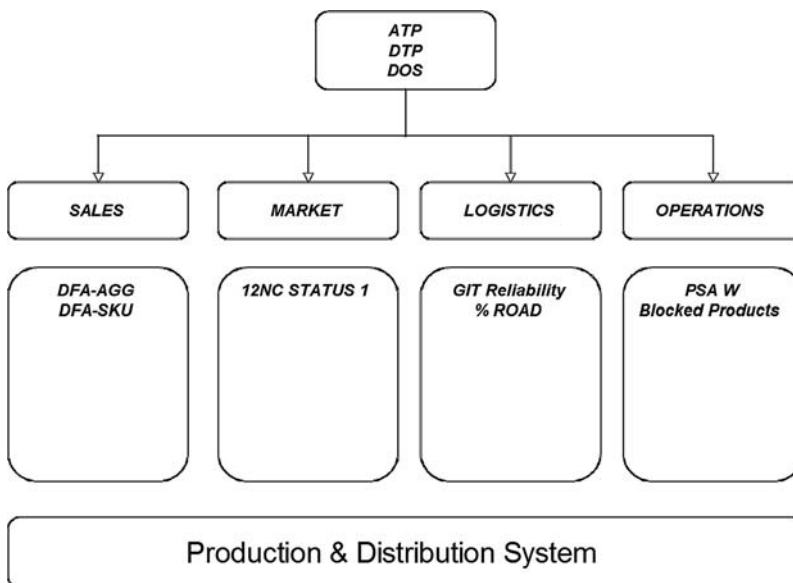 ATP
DTP
DOS
SALES
MARKET
LOGISTICS
OPERATIONS
DFA-AGG
DFA-SKU
12NC STATUS 1
GIT Reliability
% ROAD
PSA W
Blocked Products
Production & Distribution System